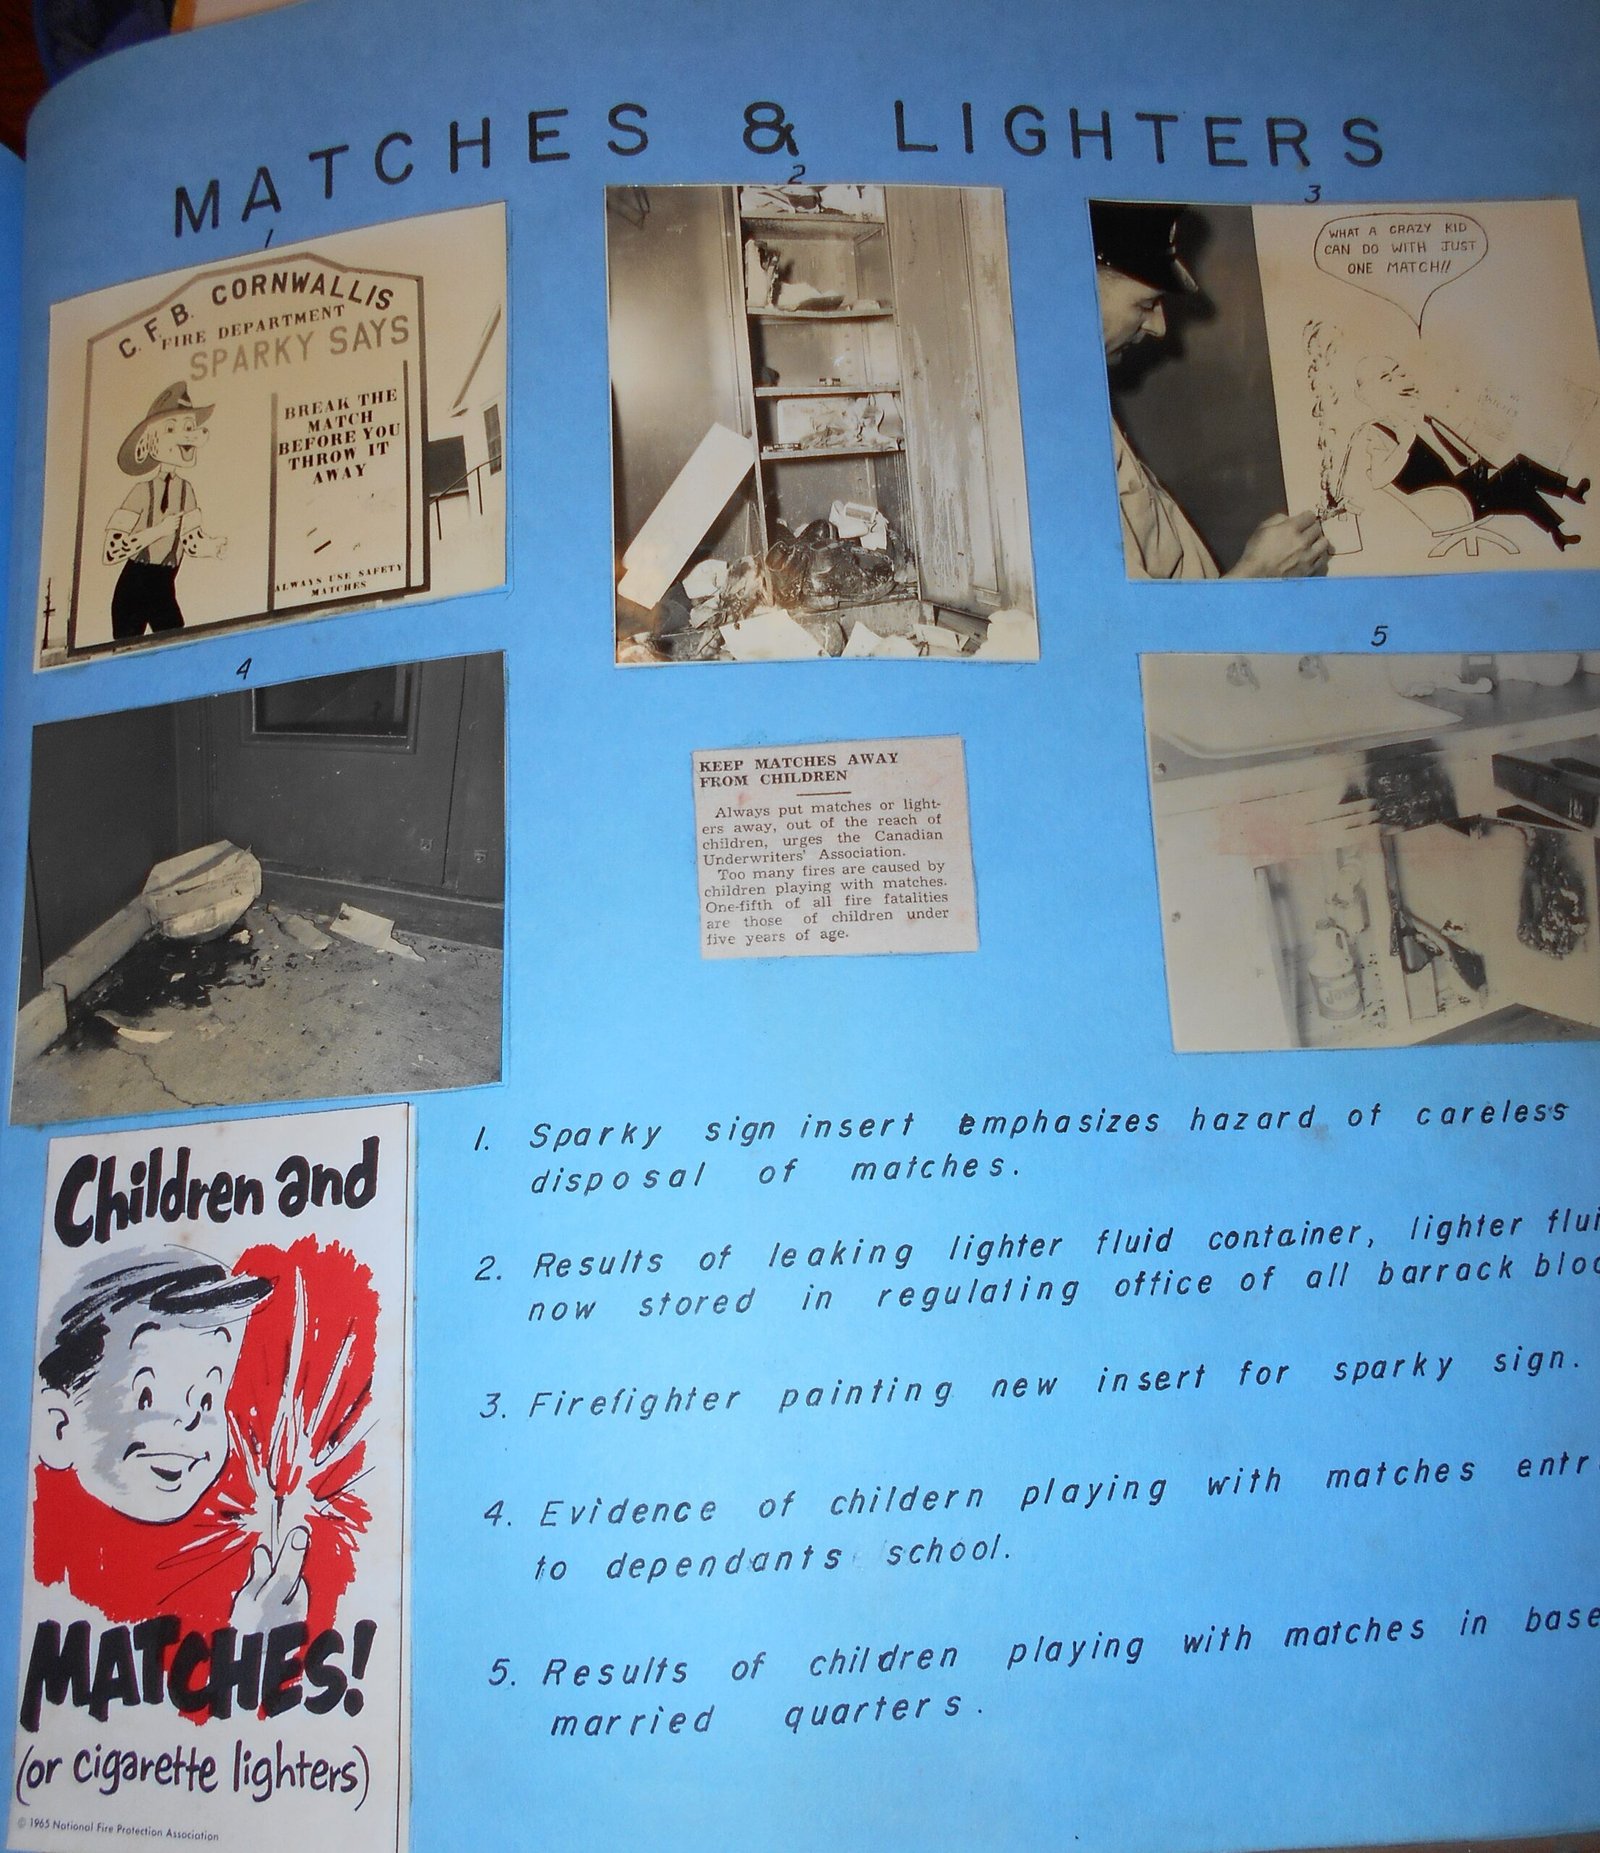 MATCHES & LIGHTERS
1
C.F.B. CORNWALLIS
FIRE DEPARTMENT
SPARKY SAYS
BREAK THE
MATCH
BEFORE YOU
THROW IT
AWAY
ALWAYS USE SAFETY
MATCHES
2
3
WHAT A CRAZY KID
CAN DO WITH JUST
ONE MATCH!!
4
5
KEEP MATCHES AWAY
FROM CHILDREN
Always put matches or light-
ers away, out of the reach of
children, urges the Canadian
Underwriters' Association.
Too many fires are caused by
children playing with matches.
One-fifth of all fire fatalities
are those of children under
five years of age.
1. Sparky sign insert emphasizes hazard of careless
disposal of matches.
2. Results of leaking lighter fluid container, lighter flui
now stored in regulating office of all barrack bloc
3. Firefighter painting new insert for sparky sign.
4. Evidence of childern playing with matches entr
to dependants school.
5. Results of children playing with matches in base
married quarters.
Children and
MATCHES!
(or cigarette lighters)
© 1965 National Fire Protection Association